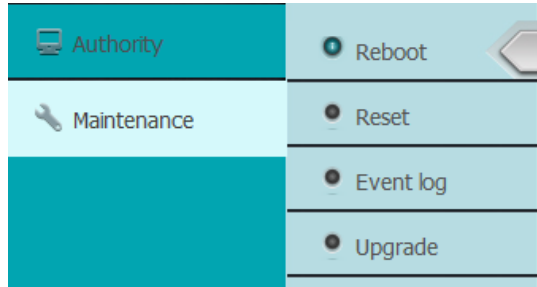 Authority
Maintenance
Reboot
Reset
Event log
Upgrade